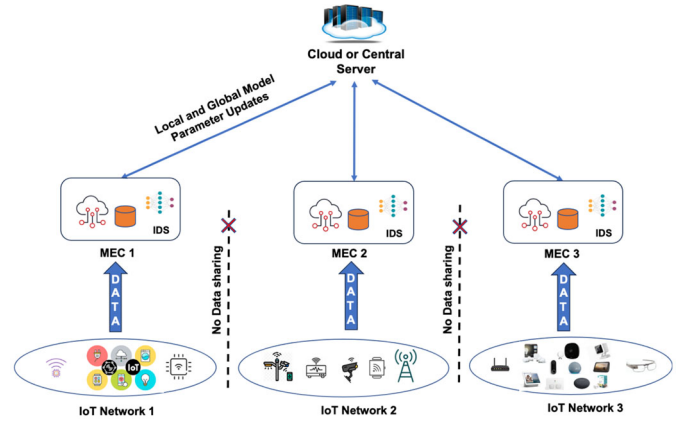 Cloud or Central
Server
Local and Global Model
Parameter Updates
IDS
IDS
IDS
MEC 1
MEC 2
MEC 3
No Data sharing
No Data sharing
DATA
DATA
DATA
IoT
IoT Network 1
IoT Network 2
IoT Network 3